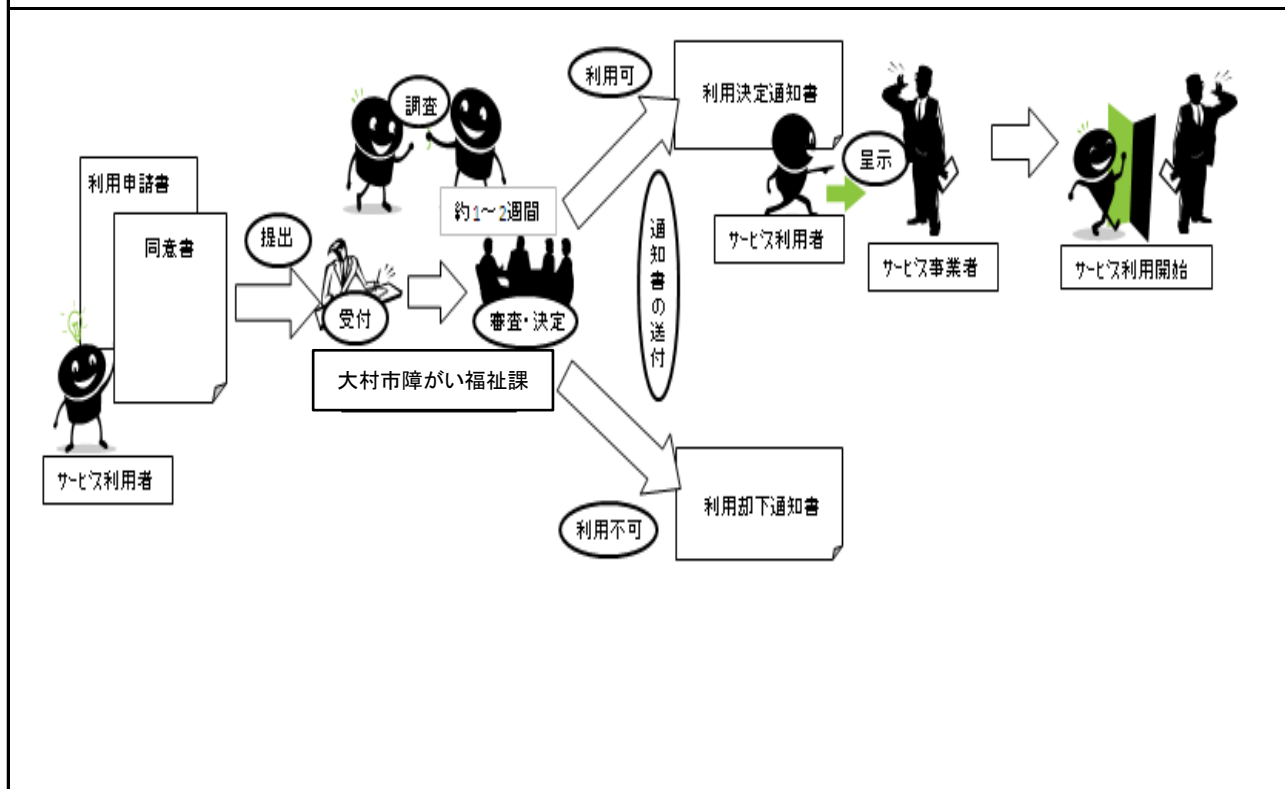 利用申請書
同意書
サービス利用者
提出
受付
調査
約1～2週間
審査・決定
大村市障がい福祉課
利用可
利用不可
通知書の送付
利用決定通知書
サービス利用者
呈示
サービス事業者
サービス利用開始
利用却下通知書